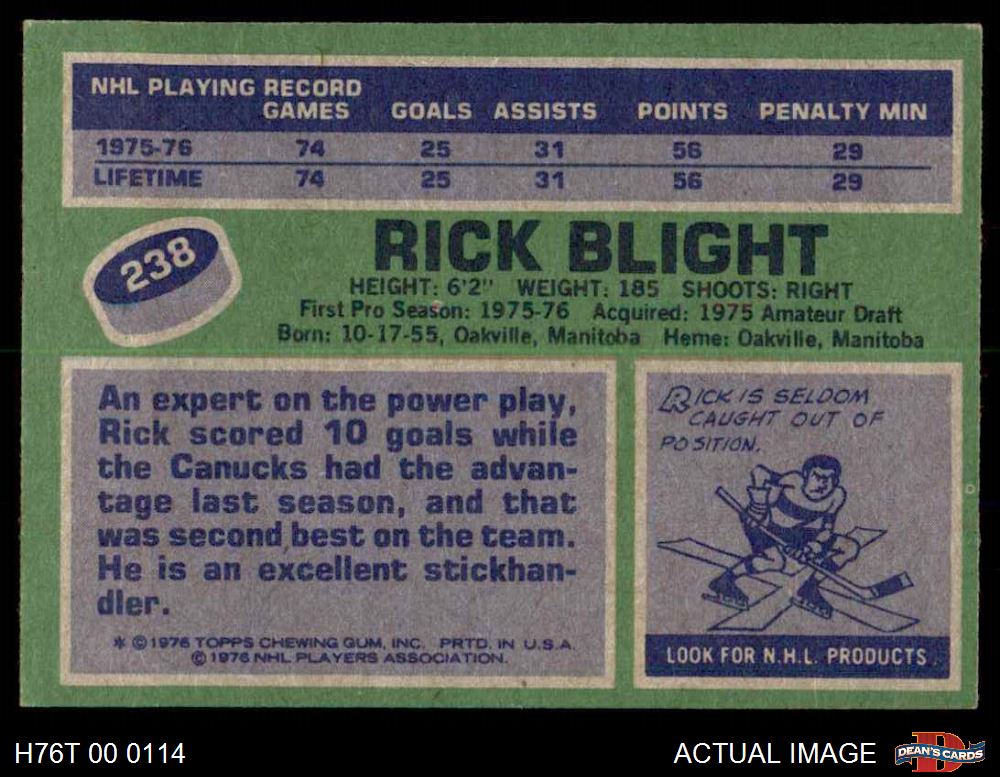 NHL PLAYING RECORD
GAMES GOALS ASSISTS POINTS PENALTY MIN
1975-76 74 25 31 56 29
LIFETIME 74 25 31 56 29
238
RICK BLIGHT
HEIGHT: 6'2" WEIGHT: 185 SHOOTS: RIGHT
First Pro Season: 1975-76 Acquired: 1975 Amateur Draft
Born: 10-17-55, Oakville, Manitoba Home: Oakville, Manitoba
An expert on the power play,
Rick scored 10 goals while
the Canucks had the advan-
tage last season, and that
was second best on the team.
He is an excellent stickhan-
dler.
* © 1976 TOPPS CHEWING GUM, INC. PRTD. IN U.S.A.
© 1976 NHL PLAYERS ASSOCIATION.
RICK IS SELDOM
CAUGHT OUT OF
POSITION.
LOOK FOR N.H.L. PRODUCTS.
H76T 00 0114
ACTUAL IMAGE
D
DEAN'S CARDS